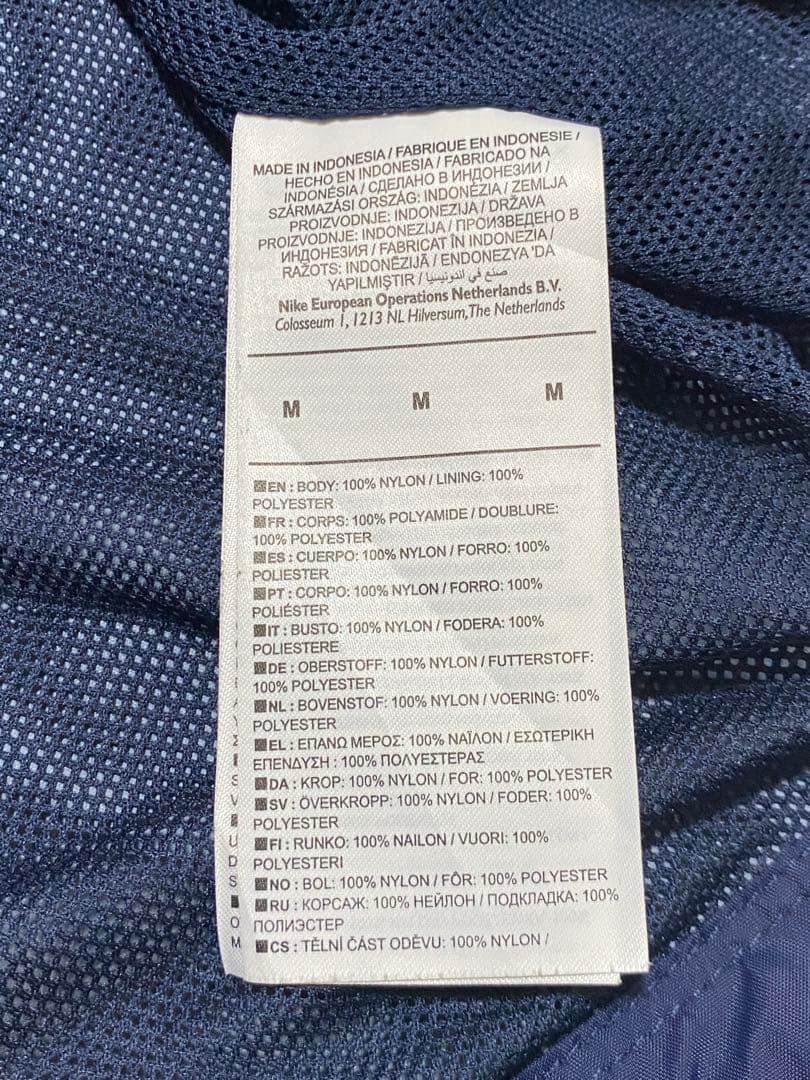 MADE IN INDONESIA / FABRIQUE EN INDONESIE /
HECHO EN INDONESIA / FABRICADO NA
INDONÉSIA / СДЕЛАНО В ИНДОНЕЗИИ /
SZÁRMAZÁSI ORSZÁG: INDONÉZIA / ZEMLJA
PROIZVODNJE: INDONEZIJA / DRŽAVA
PROIZVODNJE: INDONEZIJA / ПРОИЗВЕДЕНО В
ИНДОНЕЗИЯ / FABRICAT ÎN INDONEZIA /
RAŽOTS: INDONĒZIJĀ / ENDONEZYA 'DA
YAPILMIŞTIR / صنع في اندونيسيا
Nike European Operations Netherlands B.V.
Colosseum 1, 1213 NL Hilversum, The Netherlands
M M M
EN : BODY: 100% NYLON / LINING: 100%
POLYESTER
FR : CORPS: 100% POLYAMIDE / DOUBLURE:
100% POLYESTER
ES : CUERPO: 100% NYLON / FORRO: 100%
POLIESTER
PT : CORPO: 100% NYLON / FORRO: 100%
POLIÉSTER
IT : BUSTO: 100% NYLON / FODERA: 100%
POLIESTERE
DE : OBERSTOFF: 100% NYLON / FUTTERSTOFF:
100% POLYESTER
NL : BOVENSTOF: 100% NYLON / VOERING: 100%
POLYESTER
EL : ΕΠΑΝΩ ΜΕΡΟΣ: 100% ΝΑΪΛΟΝ / ΕΣΩΤΕΡΙΚΗ
ΕΠΕΝΔΥΣΗ : 100% ΠΟΛΥΕΣΤΕΡΑΣ
DA : KROP: 100% NYLON / FOR: 100% POLYESTER
SV : ÖVERKROPP: 100% NYLON / FODER: 100%
POLYESTER
FI : RUNKO: 100% NAILON / VUORI: 100%
POLYESTERI
NO : BOL: 100% NYLON / FÔR: 100% POLYESTER
RU : КОРСАЖ: 100% НЕЙЛОН / ПОДКЛАДКА: 100%
ПОЛИЭСТЕР
CS : TĚLNÍ ČÁST ODĚVU: 100% NYLON /